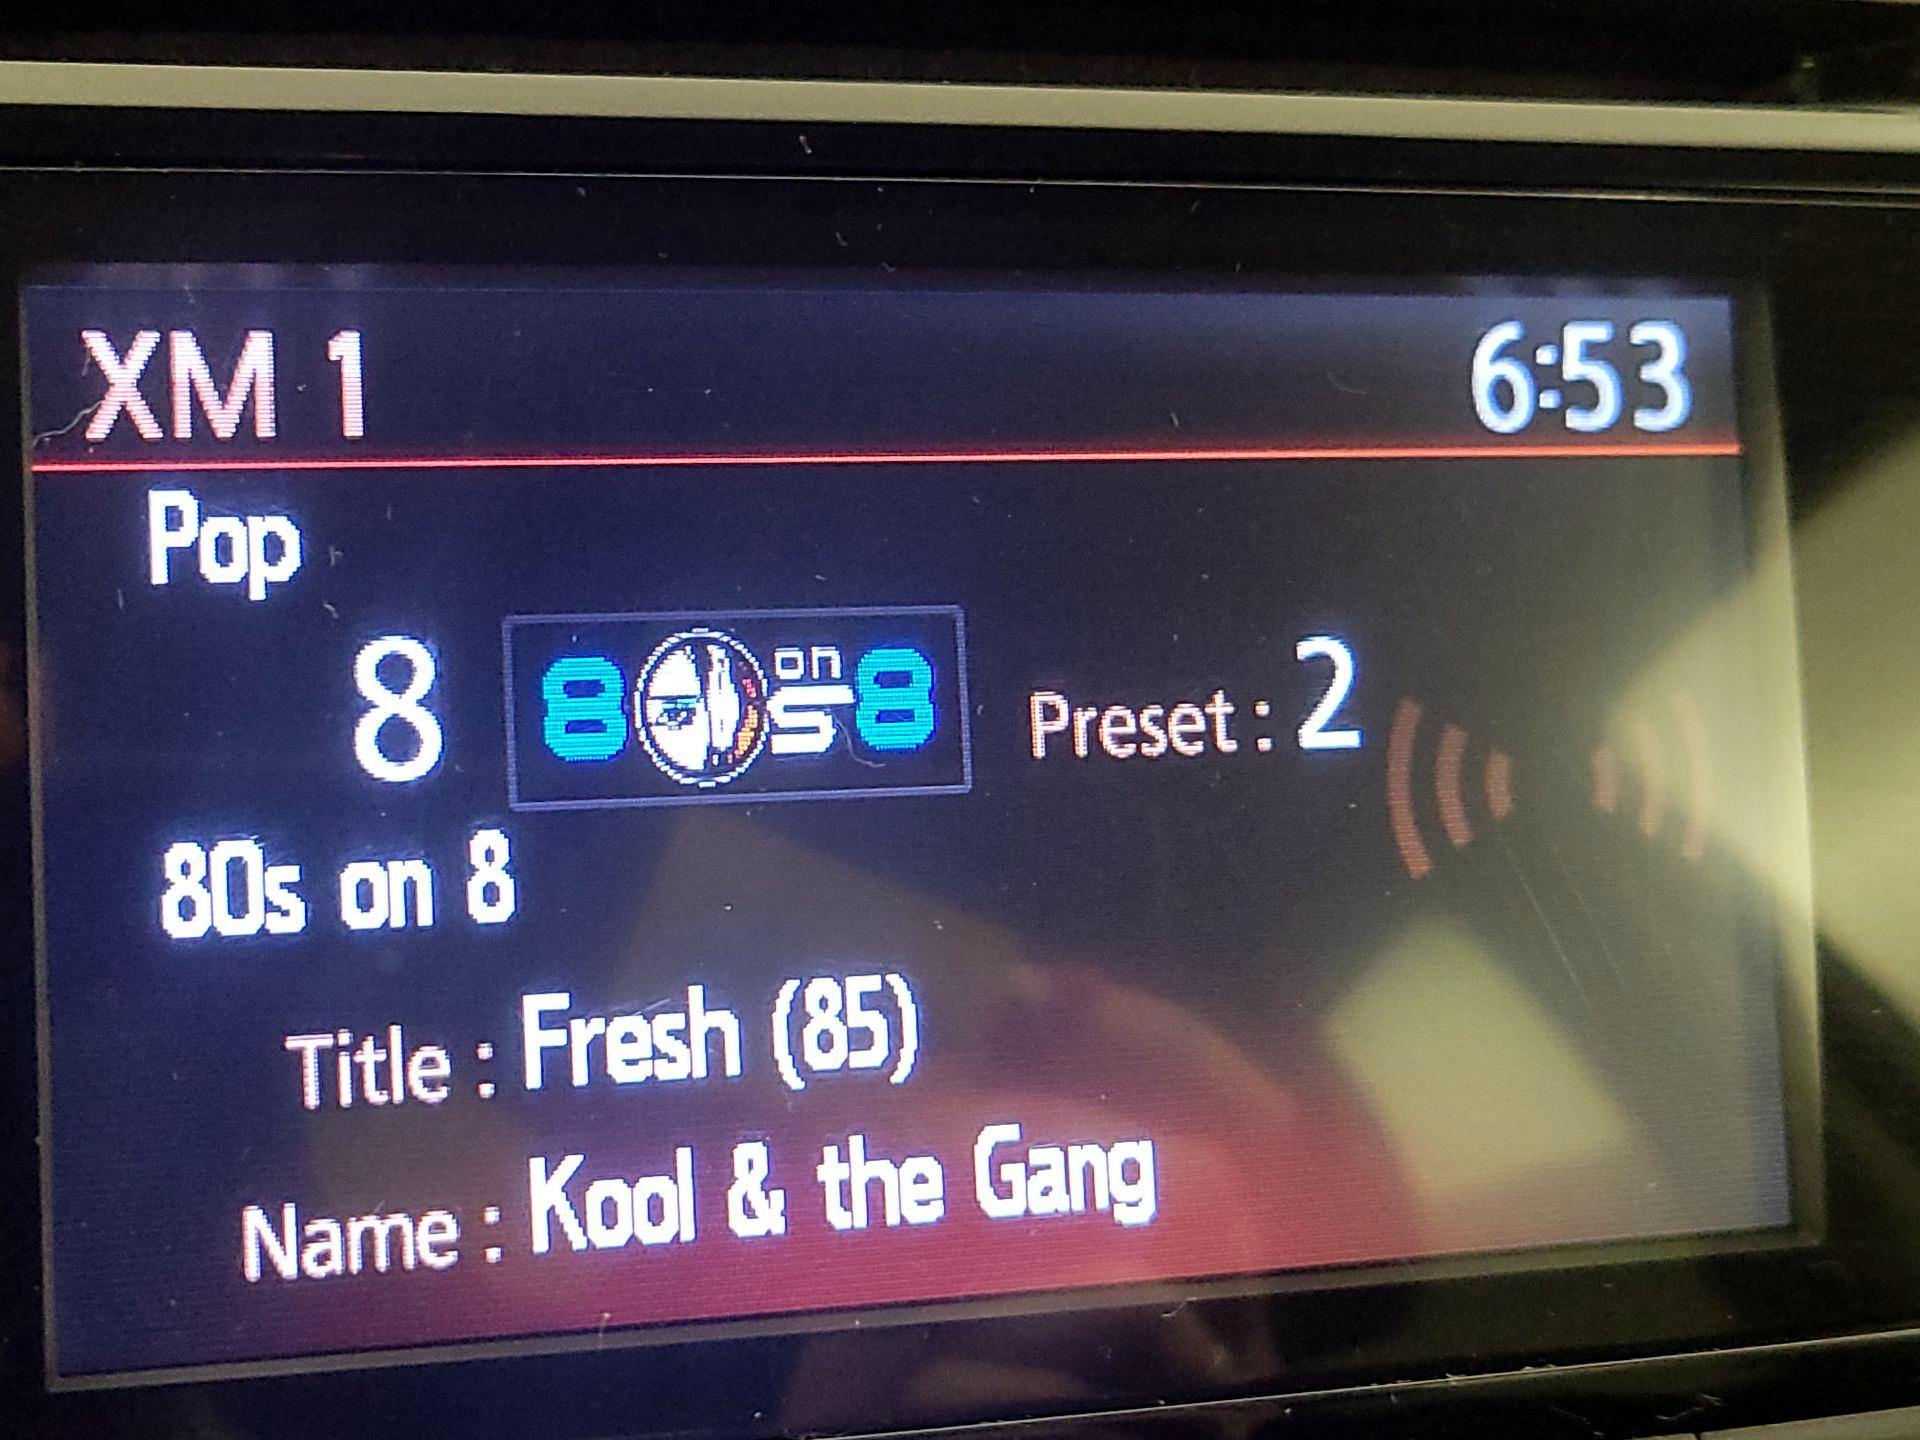 XM 1 6:53
Pop
8 80s on 8 Preset : 2
80s on 8
Title : Fresh (85)
Name : Kool & the Gang